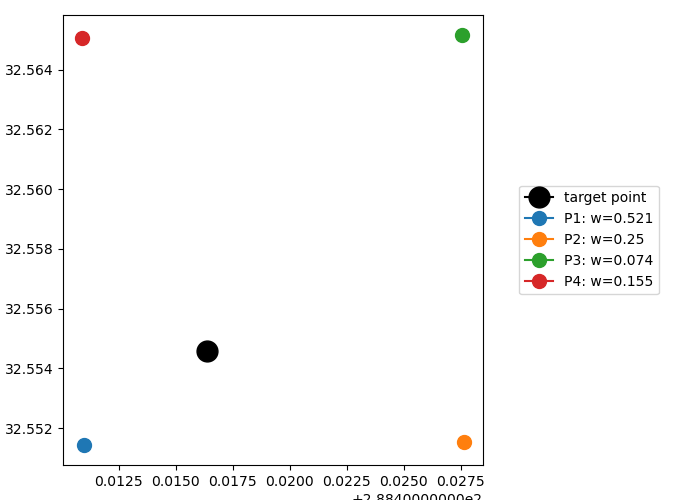 32.564
32.562
32.560
32.558
32.556
32.554
32.552
0.0125 0.0150 0.0175 0.0200 0.0225 0.0250 0.0275
+2.8840000000e2
target point
P1: w=0.521
P2: w=0.25
P3: w=0.074
P4: w=0.155